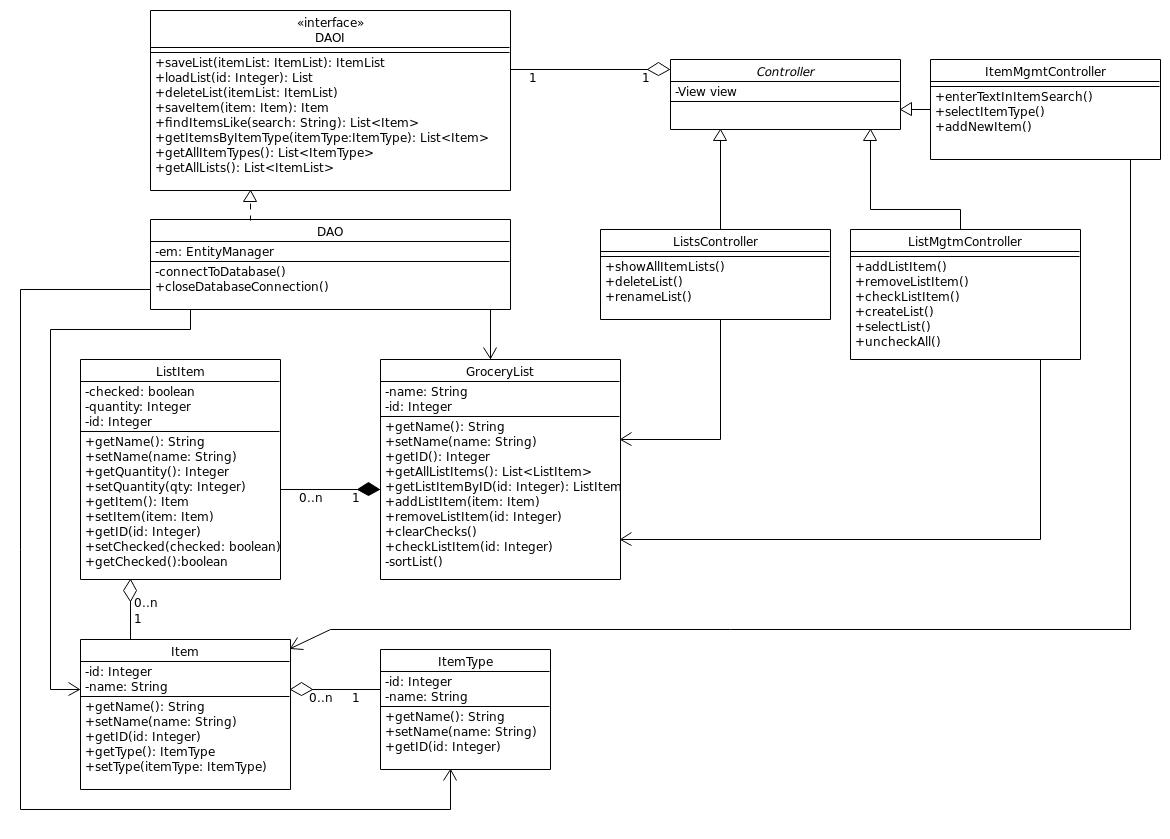 «interface»
DAOI
+saveList(itemList: ItemList): ItemList
+loadList(id: Integer): List
+deleteList(itemList: ItemList)
+saveItem(item: Item): Item
+findItemsLike(search: String): List<Item>
+getItemsByItemType(itemType:ItemType): List<Item>
+getAllItemTypes(): List<ItemType>
+getAllLists(): List<ItemList>
1
1
Controller
-View view
ItemMgmtController
+enterTextInItemSearch()
+selectItemType()
+addNewItem()
DAO
-em: EntityManager
-connectToDatabase()
+closeDatabaseConnection()
ListsController
+showAllItemLists()
+deleteList()
+renameList()
ListMgtmController
+addListItem()
+removeListItem()
+checkListItem()
+createList()
+selectList()
+uncheckAll()
ListItem
-checked: boolean
-quantity: Integer
-id: Integer
+getName(): String
+setName(name: String)
+getQuantity(): Integer
+setQuantity(qty: Integer)
+getItem(): Item
+setItem(item: Item)
+getID(id: Integer)
+setChecked(checked: boolean)
+getChecked():boolean
0..n
1
GroceryList
-name: String
-id: Integer
+getName(): String
+setName(name: String)
+getID(): Integer
+getAllListItems(): List<ListItem>
+getListItemByID(id: Integer): ListItem
+addListItem(item: Item)
+removeListItem(id: Integer)
+clearChecks()
+checkListItem(id: Integer)
-sortList()
0..n
1
Item
-id: Integer
-name: String
+getName(): String
+setName(name: String)
+getID(id: Integer)
+getType(): ItemType
+setType(itemType: ItemType)
0..n
1
ItemType
-id: Integer
-name: String
+getName(): String
+setName(name: String)
+getID(id: Integer)